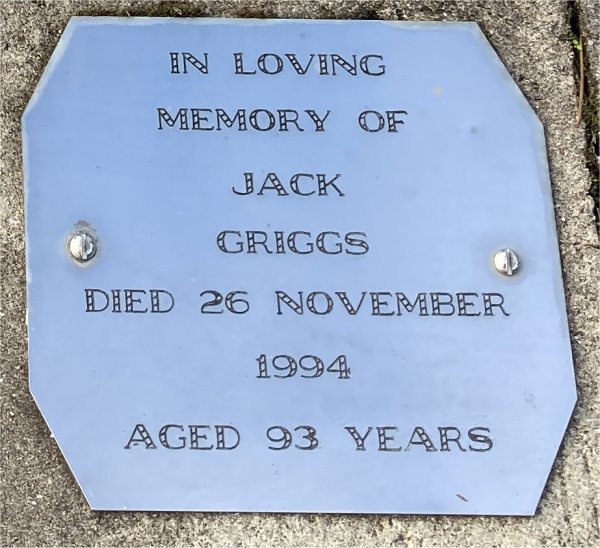 IN LOVING
MEMORY OF
JACK
GRIGGS
DIED 26 NOVEMBER
1994
AGED 93 YEARS